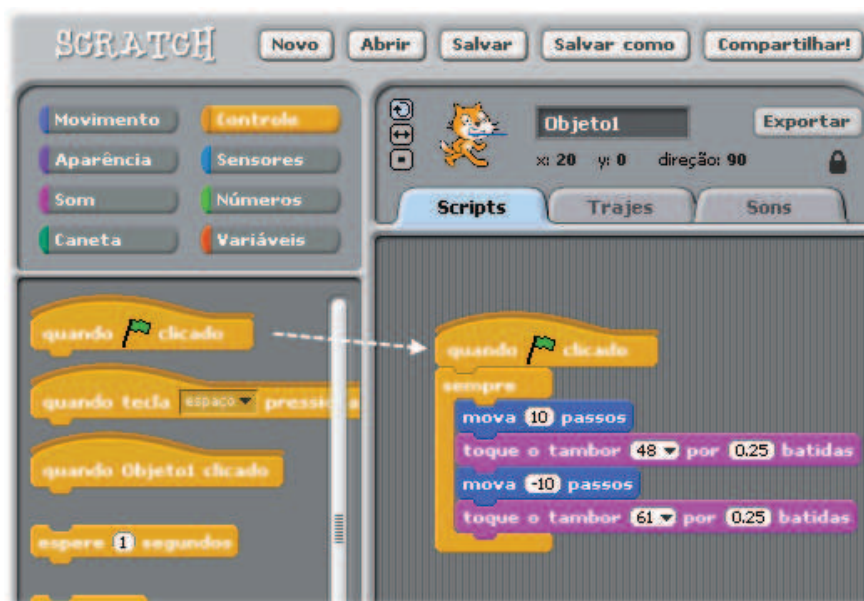 SCRATCH Novo Abrir Salvar Salvar como Compartilhar!
Movimento Controle
Aparência Sensores
Som Números
Caneta Variáveis
Objeto1 Exportar
x: 20 y: 0 direção: 90
Scripts Trajes Sons
quando clicado
quando tecla espaço
quando Objeto1 clicado
espere 1 segundos
quando clicado
sempre
mova 10 passos
toque o tambor 48 por 0.25 batidas
mova -10 passos
toque o tambor 61 por 0.25 batidas